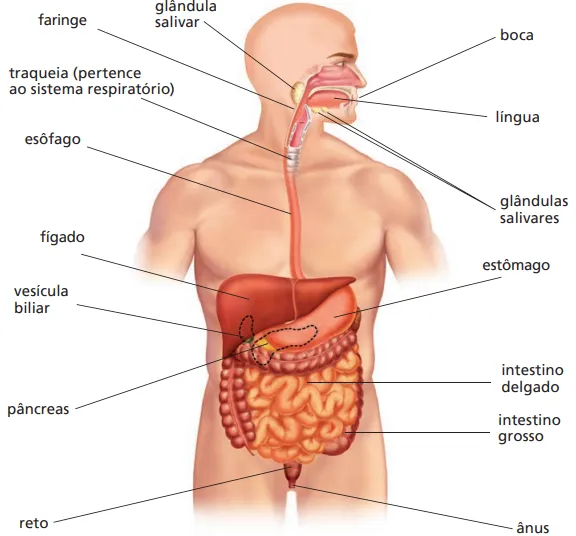 glândula
salivar
faringe
boca
traqueia (pertence
ao sistema respiratório)
língua
esôfago
glândulas
salivares
fígado
estômago
vesícula
biliar
intestino
delgado
pâncreas
intestino
grosso
reto
ânus